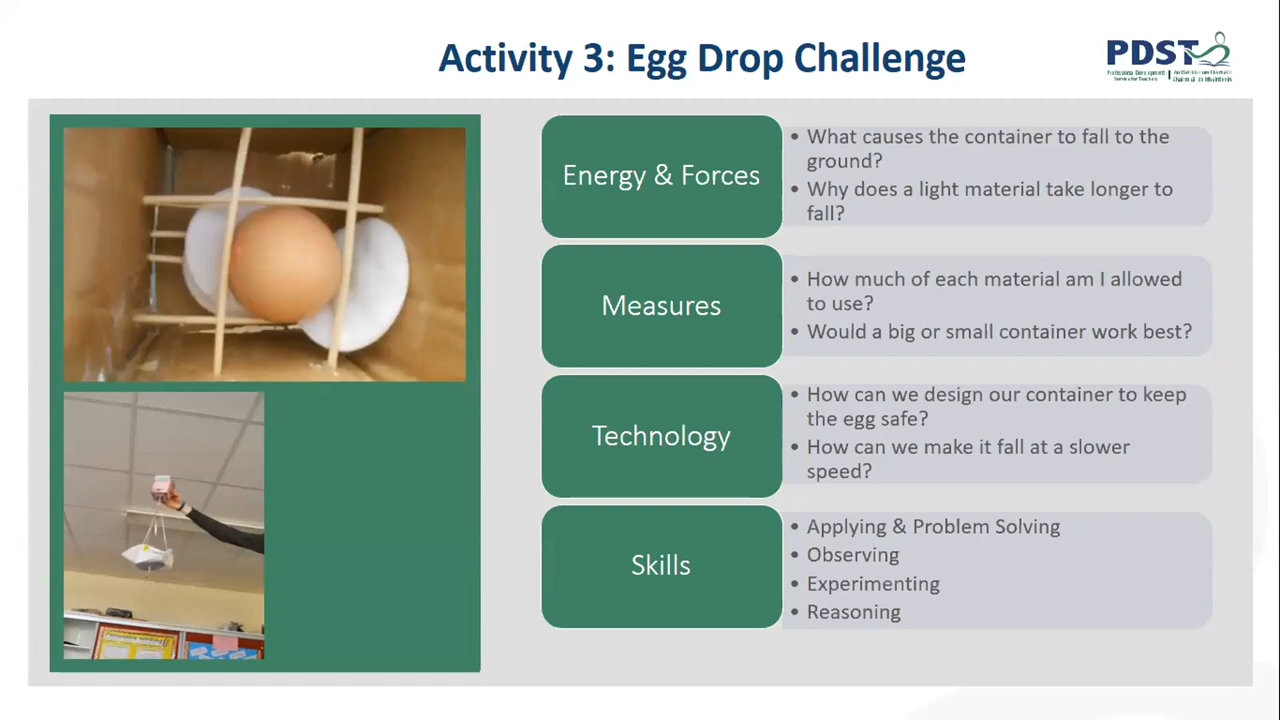 Activity 3: Egg Drop Challenge
PDST
Energy & Forces
• What causes the container to fall to the
ground?
• Why does a light material take longer to
fall?
Measures
• How much of each material am I allowed
to use?
• Would a big or small container work best?
Technology
• How can we design our container to keep
the egg safe?
• How can we make it fall at a slower
speed?
Skills
• Applying & Problem Solving
• Observing
• Experimenting
• Reasoning